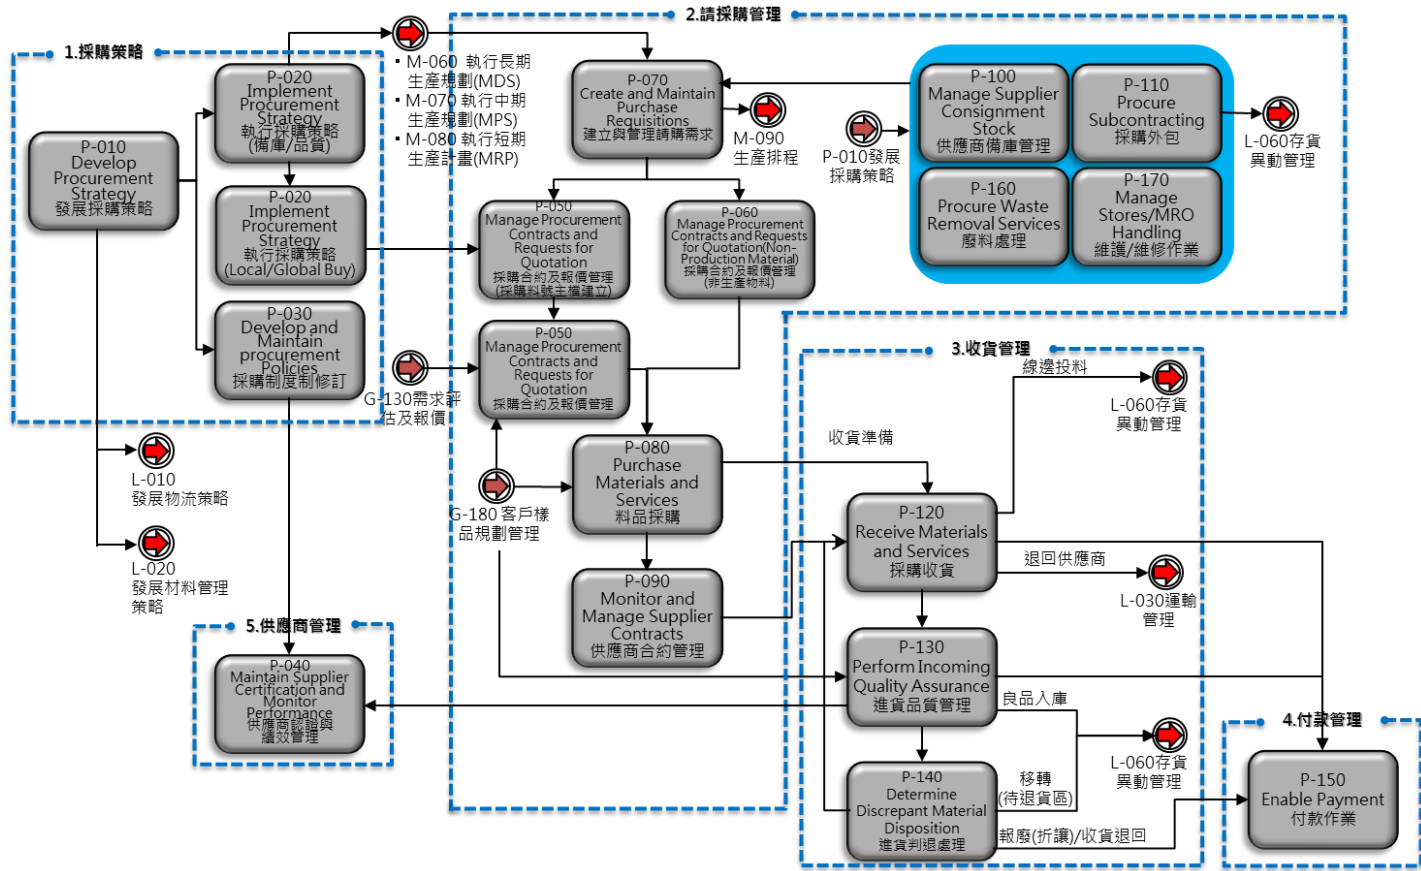 1.採購策略
P-010
Develop
Procurement
Strategy
發展採購策略
P-020
Implement
Procurement
Strategy
執行採購策略
(備庫/品質)
P-020
Implement
Procurement
Strategy
執行採購策略
(Local/Global Buy)
P-030
Develop and
Maintain
procurement
Policies
採購制度制修訂
L-010
發展物流策略
L-020
發展材料管理
策略
5.供應商管理
P-040
Maintain Supplier
Certification and
Monitor
Performance
供應商認證與
績效管理
2.請採購管理
▪ M-060 執行長期
生產規劃(MDS)
▪ M-070 執行中期
生產規劃(MPS)
▪ M-080 執行短期
生產計畫(MRP)
P-070
Create and Maintain
Purchase
Requisitions
建立與管理請購需求
M-090
生產排程
P-010發展
採購策略
P-100
Manage Supplier
Consignment
Stock
供應商備庫管理
P-110
Procure
Subcontracting
採購外包
P-160
Procure Waste
Removal Services
廢料處理
P-170
Manage
Stores/MRO
Handling
維護/維修作業
L-060存貨
異動管理
P-050
Manage Procurement
Contracts and
Requests for
Quotation
採購合約及報價管理
(採購料號主檔建立)
P-060
Manage Procurement
Contracts and Requests
for Quotation(Non-
Production Material)
採購合約及報價管理
(非生產物料)
P-050
Manage Procurement
Contracts and
Requests for
Quotation
採購合約及報價管理
G-130需求評
估及報價
G-180 客戶樣
品規劃管理
P-080
Purchase
Materials and
Services
料品採購
P-090
Monitor and
Manage Supplier
Contracts
供應商合約管理
3.收貨管理
收貨準備
線邊投料
L-060存貨
異動管理
P-120
Receive Materials
and Services
採購收貨
退回供應商
L-030運輸
管理
P-130
Perform Incoming
Quality Assurance
進貨品質管理
良品入庫
L-060存貨
異動管理
P-140
Determine
Discrepant Material
Disposition
進貨判退處理
移轉
(待退貨區)
報廢(折讓)/收貨退回
4.付款管理
P-150
Enable Payment
付款作業